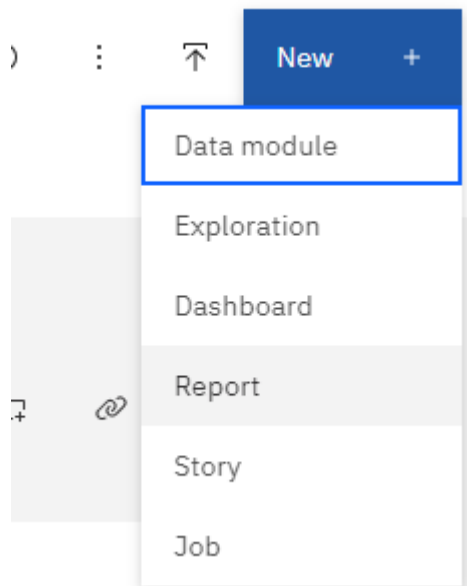 New +
Data module
Exploration
Dashboard
Report
Story
Job